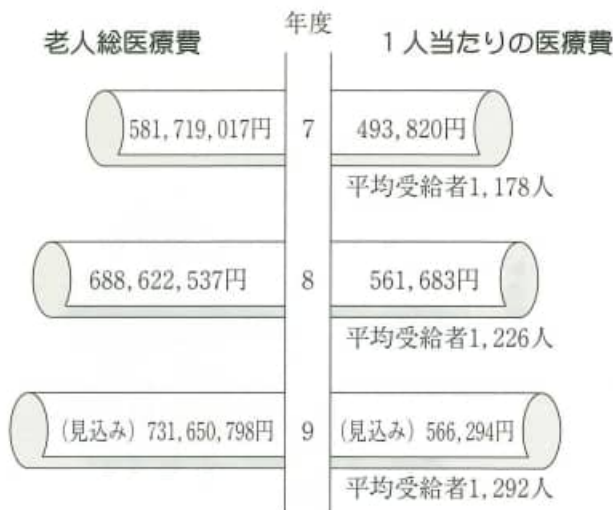 年度
老人総医療費 1人当たりの医療費
581,719,017円 7 493,820円
平均受給者1,178人
688,622,537円 8 561,683円
平均受給者1,226人
(見込み) 731,650,798円 9 (見込み) 566,294円
平均受給者1,292人